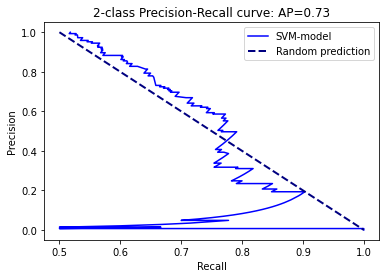 2-class Precision-Recall curve: AP=0.73
SVM-model
Random prediction
Precision
1.0
0.8
0.6
0.4
0.2
0.0
0.5
0.6
0.7
0.8
0.9
1.0
Recall